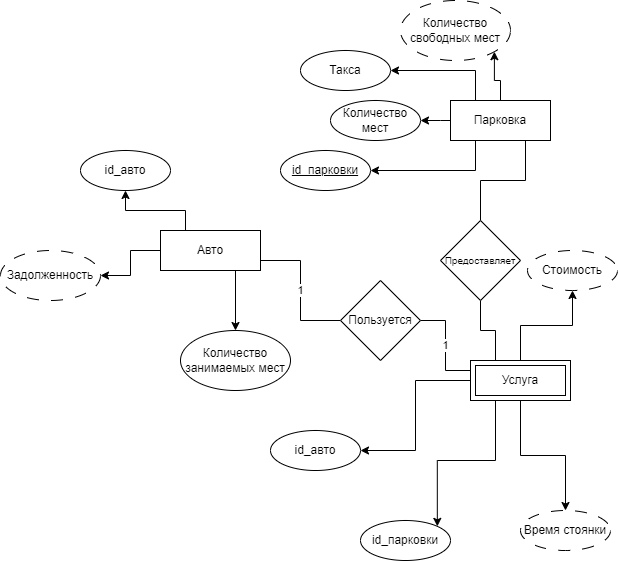 Количество
свободных мест
Такса
Количество
мест
Парковка
id_парковки
id_авто
Авто
Задолженность
Предоставляет
Стоимость
1
Пользуется
1
Количество
занимаемых мест
Услуга
id_авто
id_парковки
Время стоянки